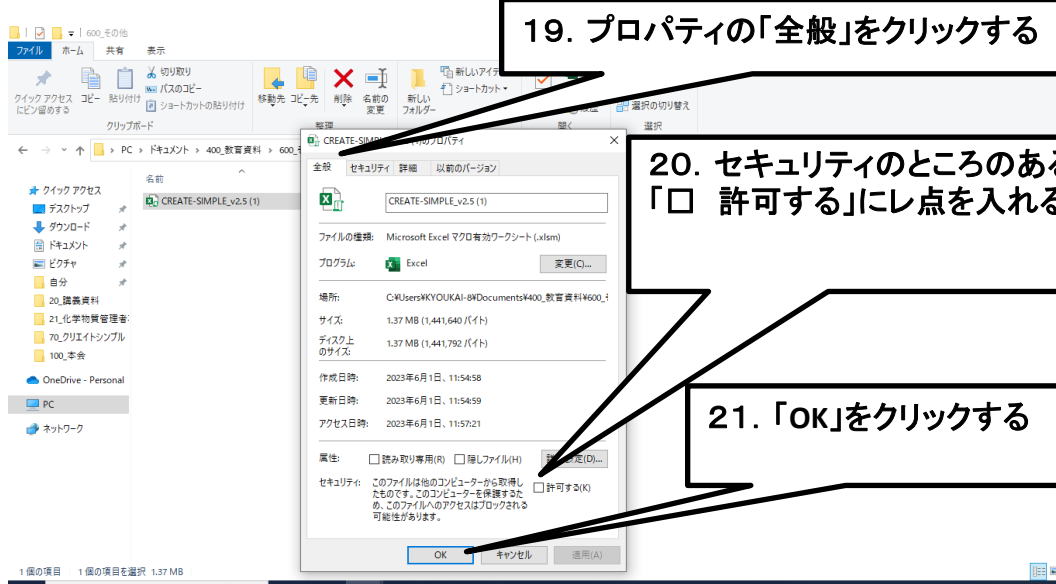 19. プロパティの「全般」をクリックする
600_その他
ファイル ホーム 共有 表示
クイック アクセス
にピン留めする
コピー 貼り付け
切り取り
パスのコピー
ショートカットの貼り付け
移動先 コピー先 削除 名前の
変更
新しい
フォルダー
新しいアイテ
ショートカット
選択の切り替え
クリップボード 整理 開く 選択
PC › ドキュメント › 400_教育資料 › 600_そ
クイック アクセス
デスクトップ
ダウンロード
ドキュメント
ピクチャ
自分
20_講義資料
21_化学物質管理者
70_クリエイトシンプル
100_本会
OneDrive - Personal
PC
ネットワーク
名前
CREATE-SIMPLE_v2.5 (1)
全般 セキュリティ 詳細 以前のバージョン
CREATE-SIMPLE_v2.5 (1)
ファイルの種類: Microsoft Excel マクロ有効ワークシート (.xlsm)
プログラム: Excel 変更(C)...
場所: C:¥Users¥KYOUKAI-8¥Documents¥400_教育資料¥600_そ
サイズ: 1.37 MB (1,441,640 バイト)
ディスク上
のサイズ: 1.37 MB (1,441,792 バイト)
作成日時: 2023年6月1日、11:54:58
更新日時: 2023年6月1日、11:54:59
アクセス日時: 2023年6月1日、11:57:21
属性: □読み取り専用(R) □隠しファイル(H)
セキュリティ: このファイルは他のコンピューターから取得し
たものです。このコンピューターを保護するた
め、このファイルへのアクセスはブロックされる
可能性があります。
□許可する(K)
OK キャンセル 適用(A)
20. セキュリティのところのある
「□ 許可する」にレ点を入れる
21. 「OK」をクリックする
1 個の項目 1 個の項目を選択 1.37 MB